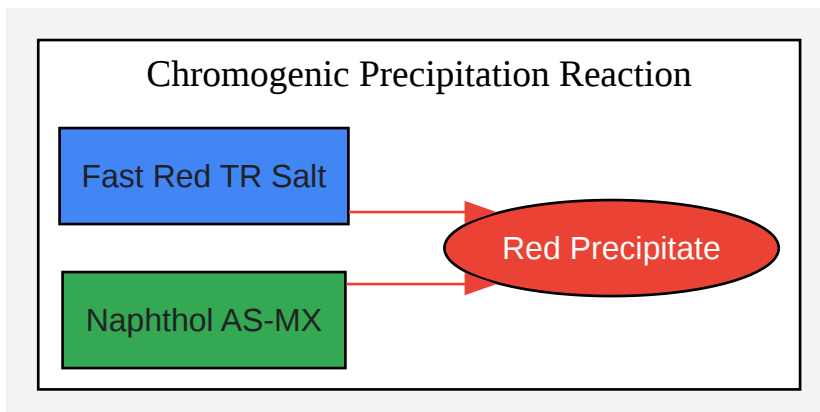 Chromogenic Precipitation Reaction
Fast Red TR Salt
Red Precipitate
Naphthol AS-MX